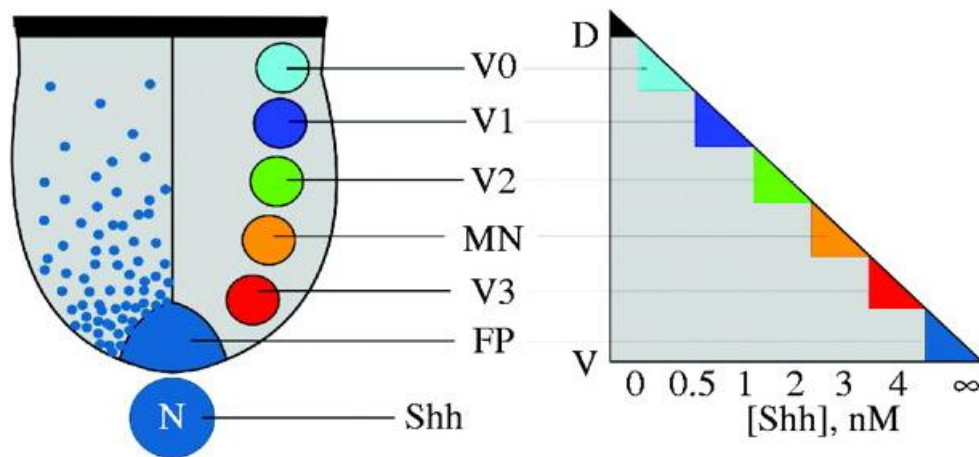 D
V0
V1
V2
MN
V3
FP
V
0 0.5 1 2 3 4 ∞
N
Shh
[Shh], nM